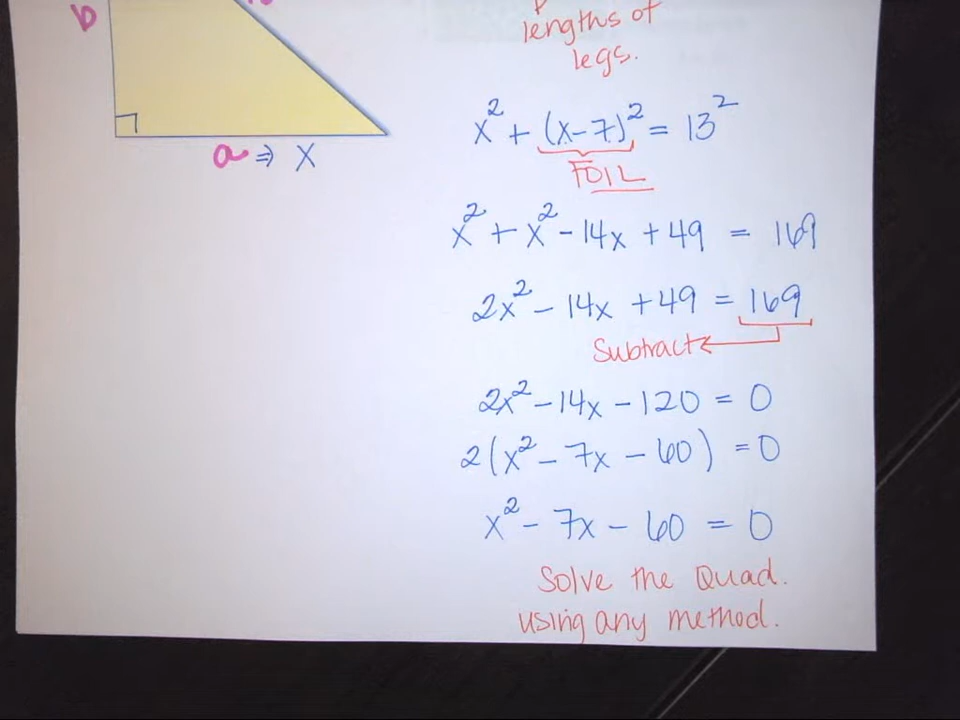 b
lengths of
legs.
x² + (x-7)² = 13²
FOIL
a ⇒ x
x² + x² - 14x + 49 = 169
2x² - 14x + 49 = 169
Subtract
2x² - 14x - 120 = 0
2(x² - 7x - 60) = 0
x² - 7x - 60 = 0
Solve the Quad.
using any method.